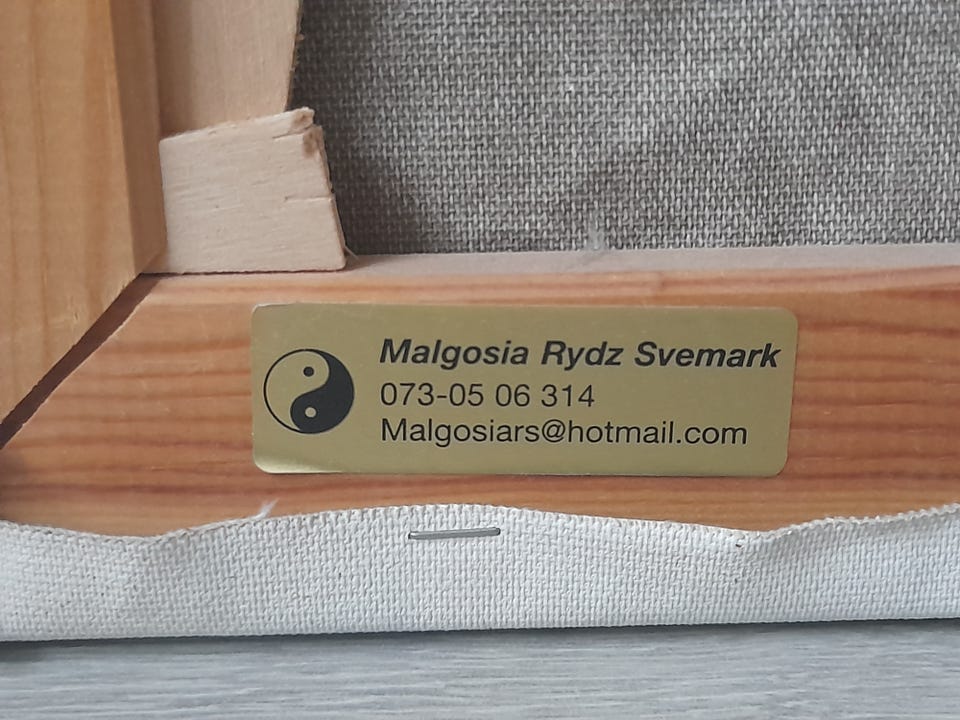 Malgosia Rydz Svemark
073-05 06 314
Malgosiars@hotmail.com